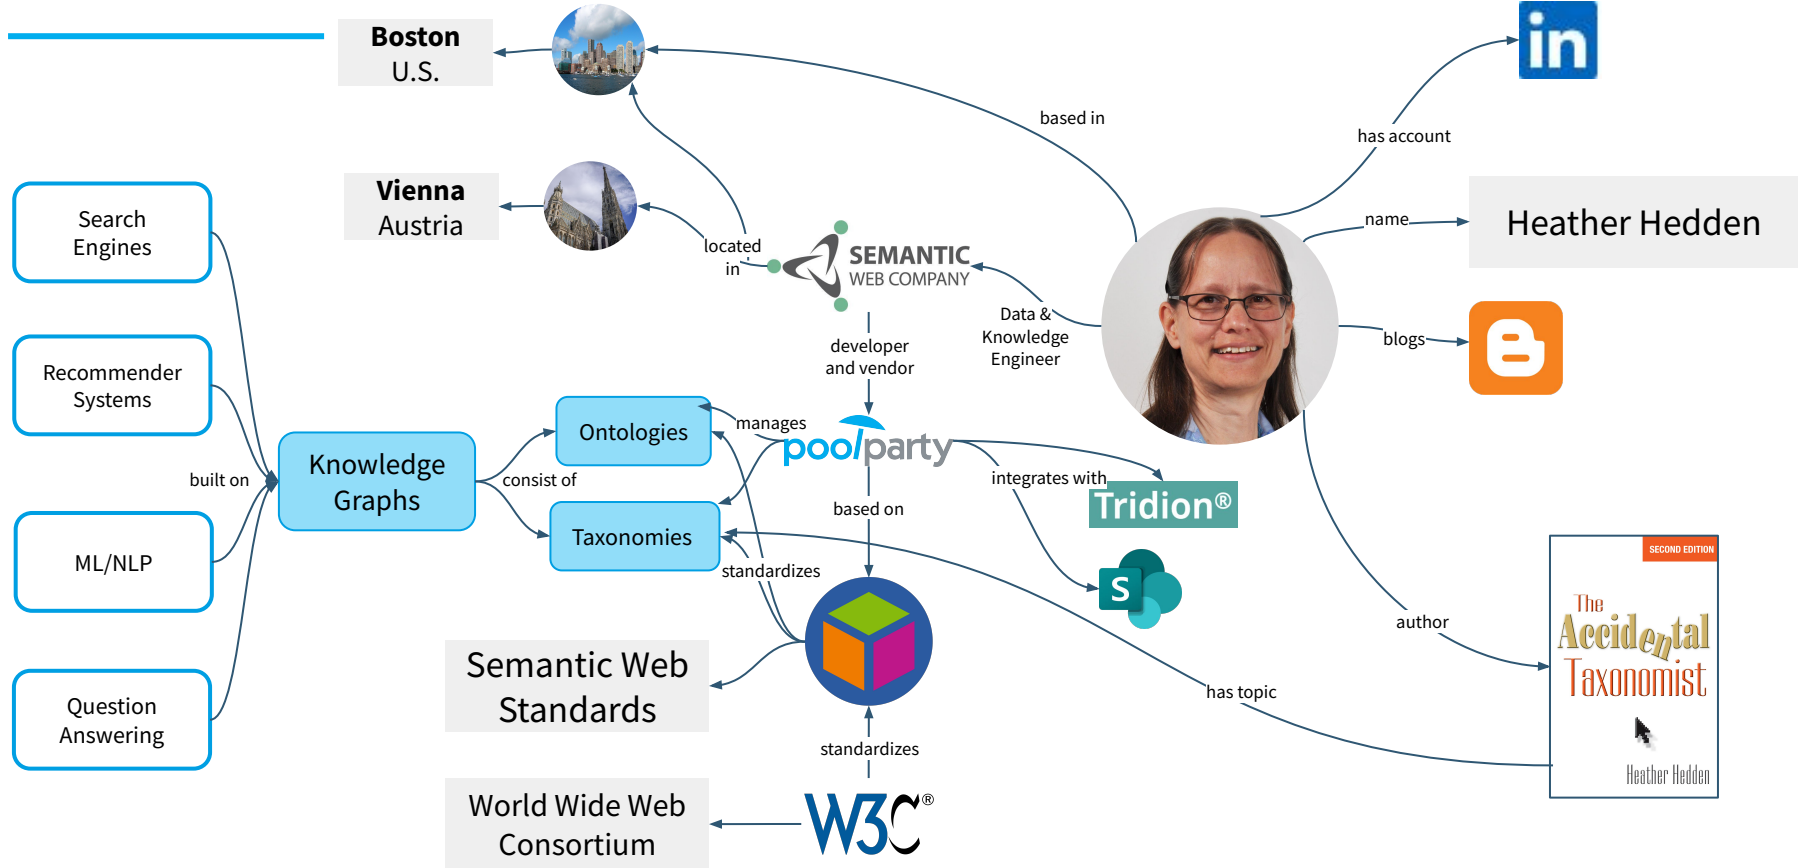 Boston
U.S.
Vienna
Austria
based in
has account
in
name
Heather Hedden
blogs
located
in
SEMANTIC
WEB COMPANY
Data &
Knowledge
Engineer
developer
and vendor
Search
Engines
Recommender
Systems
ML/NLP
Question
Answering
built on
Knowledge
Graphs
consist of
Ontologies
Taxonomies
manages
poolparty
integrates with
Tridion®
S
based on
standardizes
Semantic Web
Standards
standardizes
World Wide Web
Consortium
W3C®
has topic
author
SECOND EDITION
The
Accidental
Taxonomist
Heather Hedden